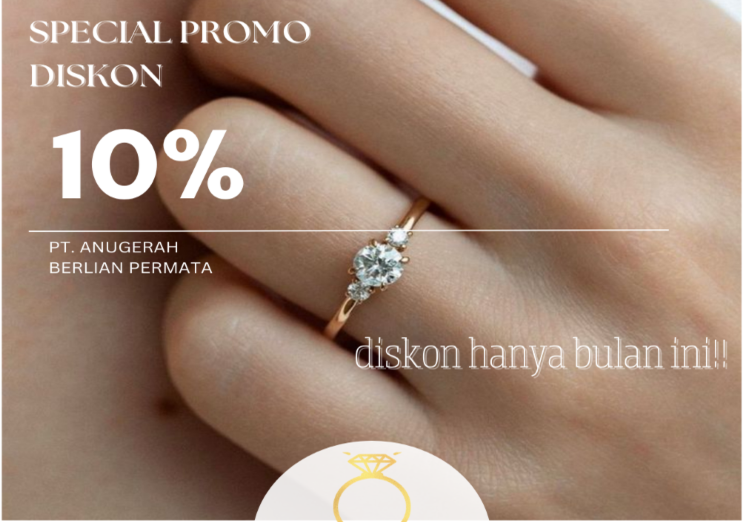 SPECIAL PROMO
DISKON
10%
PT. ANUGERAH
BERLIAN PERMATA
diskon hanya bulan ini!!